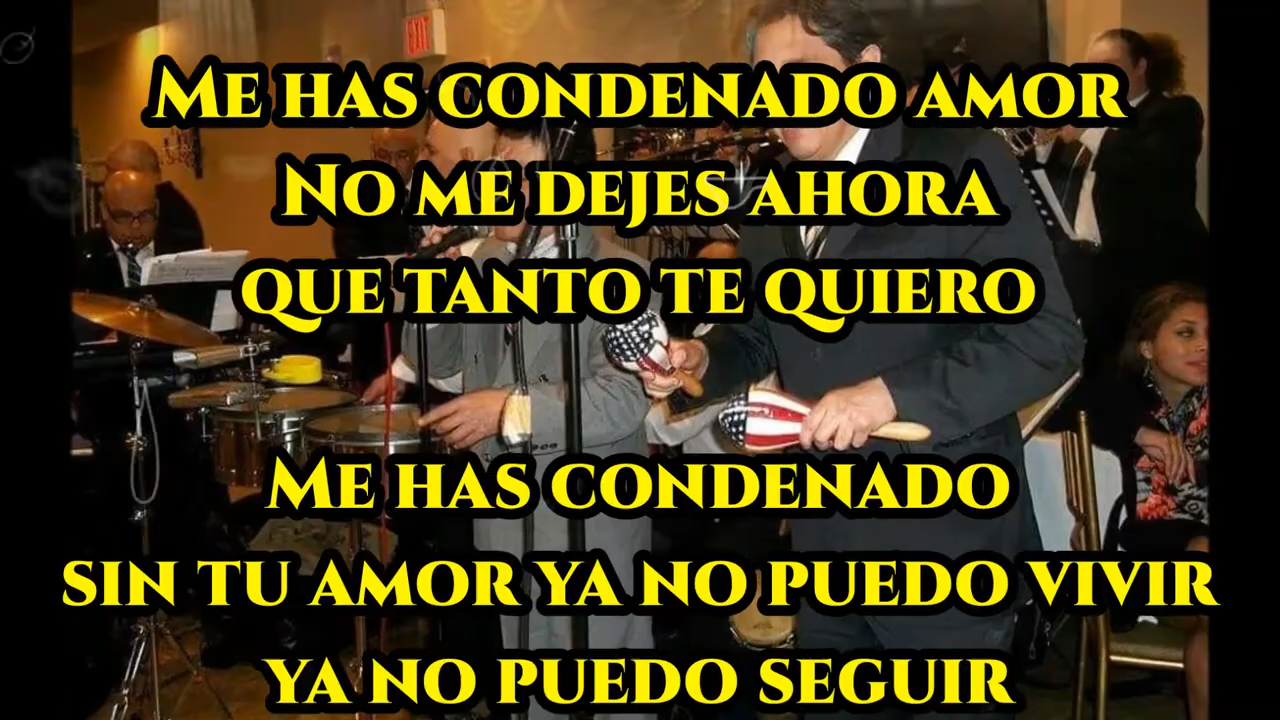 EXIT
Me has condenado amor
No me dejes ahora
que tanto te quiero
Me has condenado
sin tu amor ya no puedo vivir
ya no puedo seguir